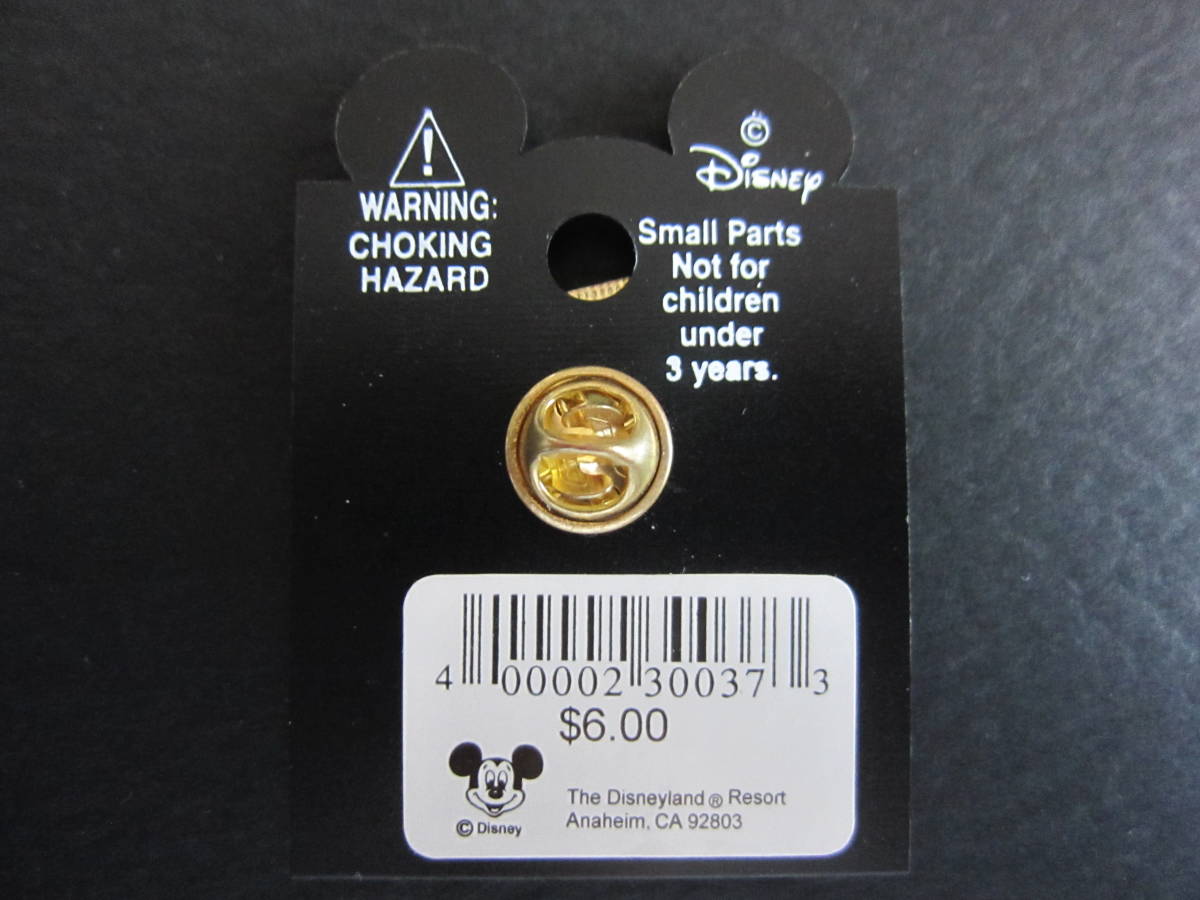 !
WARNING:
CHOKING
HAZARD
©
Disney
Small Parts
Not for
children
under
3 years.
4 00002 30037 3
$6.00
© Disney
The Disneyland ® Resort
Anaheim, CA 92803